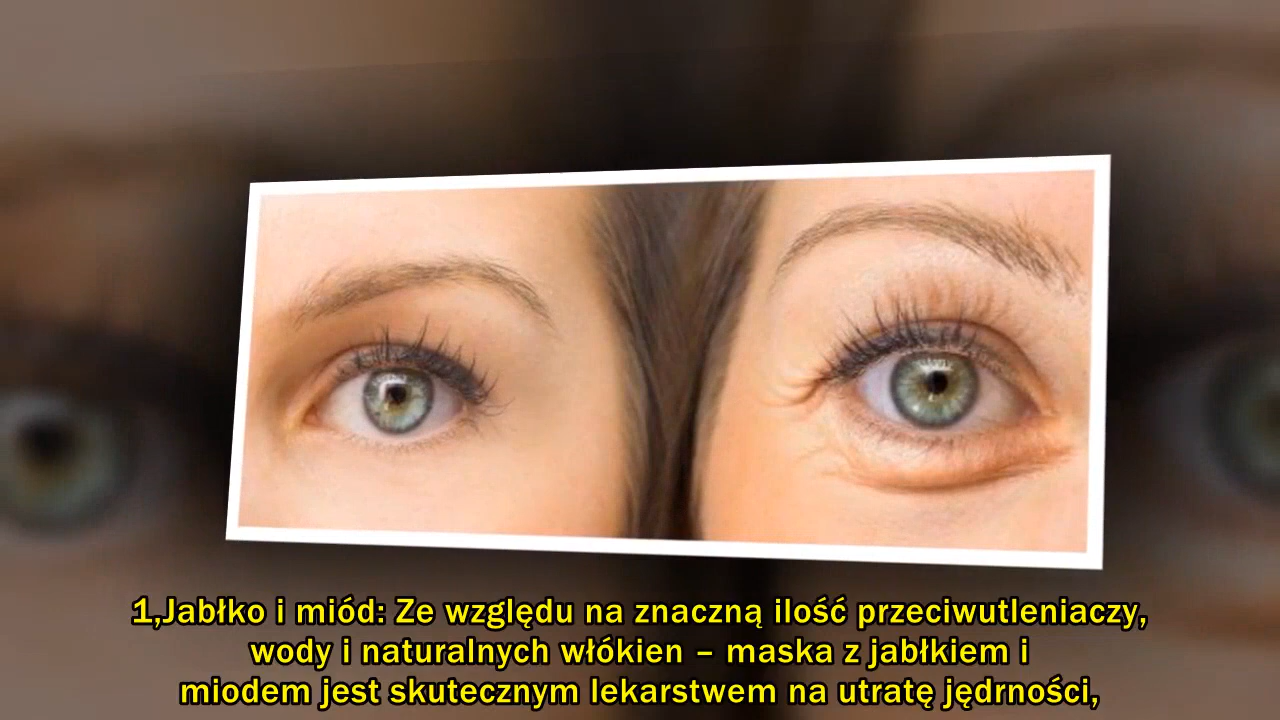 1,Jabłko i miód: Ze względu na znaczną ilość przeciwutleniaczy,
wody i naturalnych włókien – maska z jabłkiem i
miodem jest skutecznym lekarstwem na utratę jędrności,